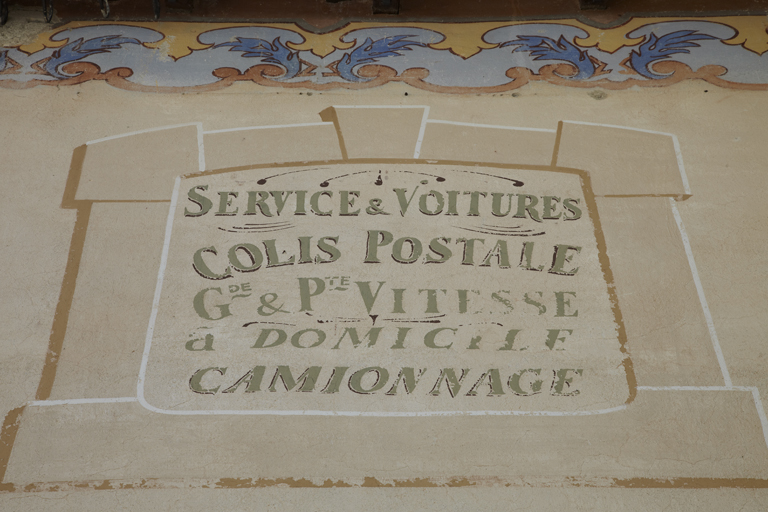 SERVICE & VOITURES
COLIS POSTALE
GDE & PTE VITESSE
à DOMICILE
CAMIONNAGE